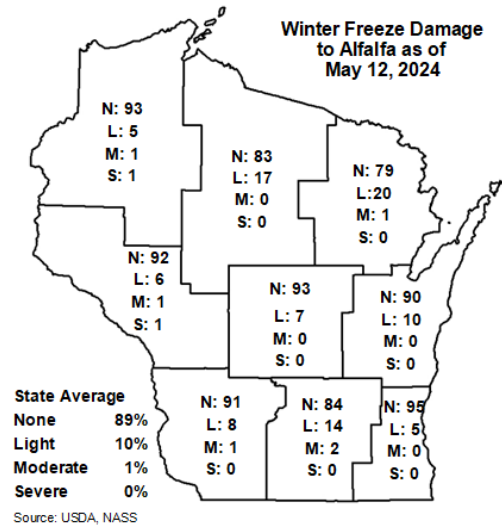 Winter Freeze Damage
to Alfalfa as of
May 12, 2024
N: 93
L: 5
M: 1
S: 1
N: 83
L: 17
M: 0
S: 0
N: 79
L:20
M: 1
S: 0
N: 92
L: 6
M: 1
S: 1
N: 93
L: 7
M: 0
S: 0
N: 90
L: 10
M: 0
S: 0
N: 91
L: 8
M: 1
S: 0
N: 84
L: 14
M: 2
S: 0
N: 95
L: 5
M: 0
S: 0
State Average
None 89%
Light 10%
Moderate 1%
Severe 0%
Source: USDA, NASS